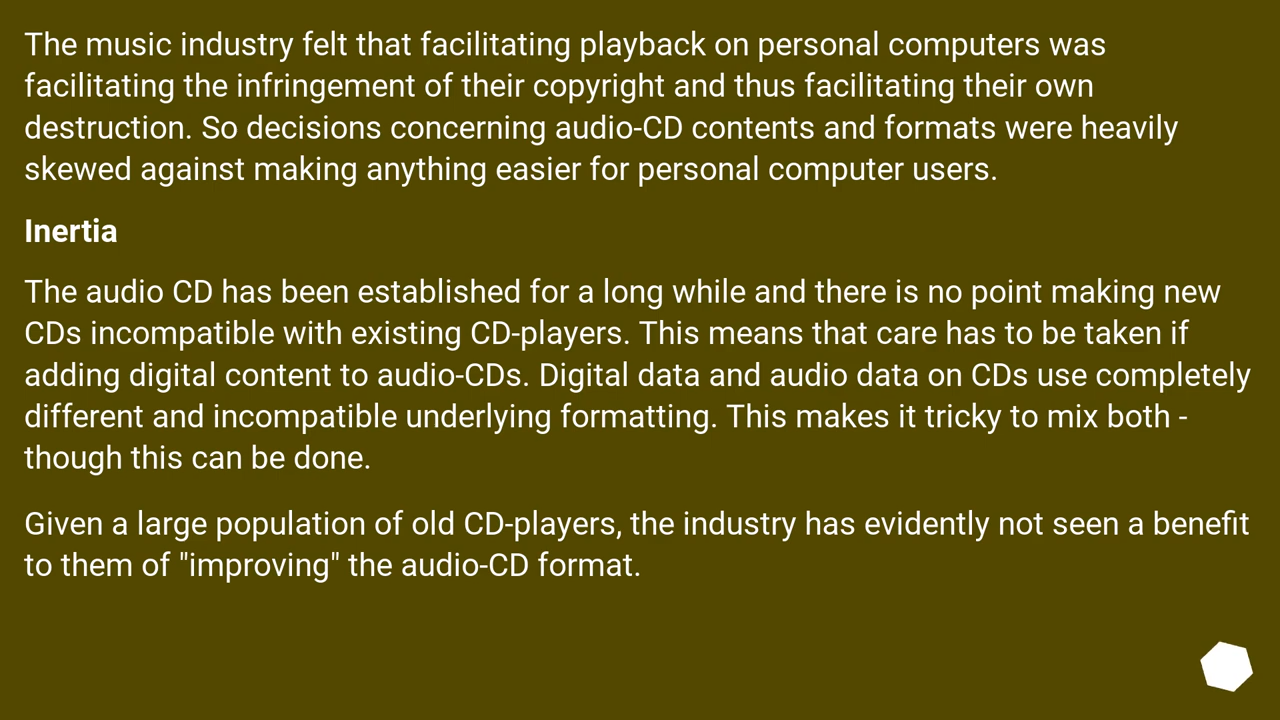 The music industry felt that facilitating playback on personal computers was
facilitating the infringement of their copyright and thus facilitating their own
destruction. So decisions concerning audio-CD contents and formats were heavily
skewed against making anything easier for personal computer users.
Inertia
The audio CD has been established for a long while and there is no point making new
CDs incompatible with existing CD-players. This means that care has to be taken if
adding digital content to audio-CDs. Digital data and audio data on CDs use completely
different and incompatible underlying formatting. This makes it tricky to mix both -
though this can be done.
Given a large population of old CD-players, the industry has evidently not seen a benefit
to them of "improving" the audio-CD format.